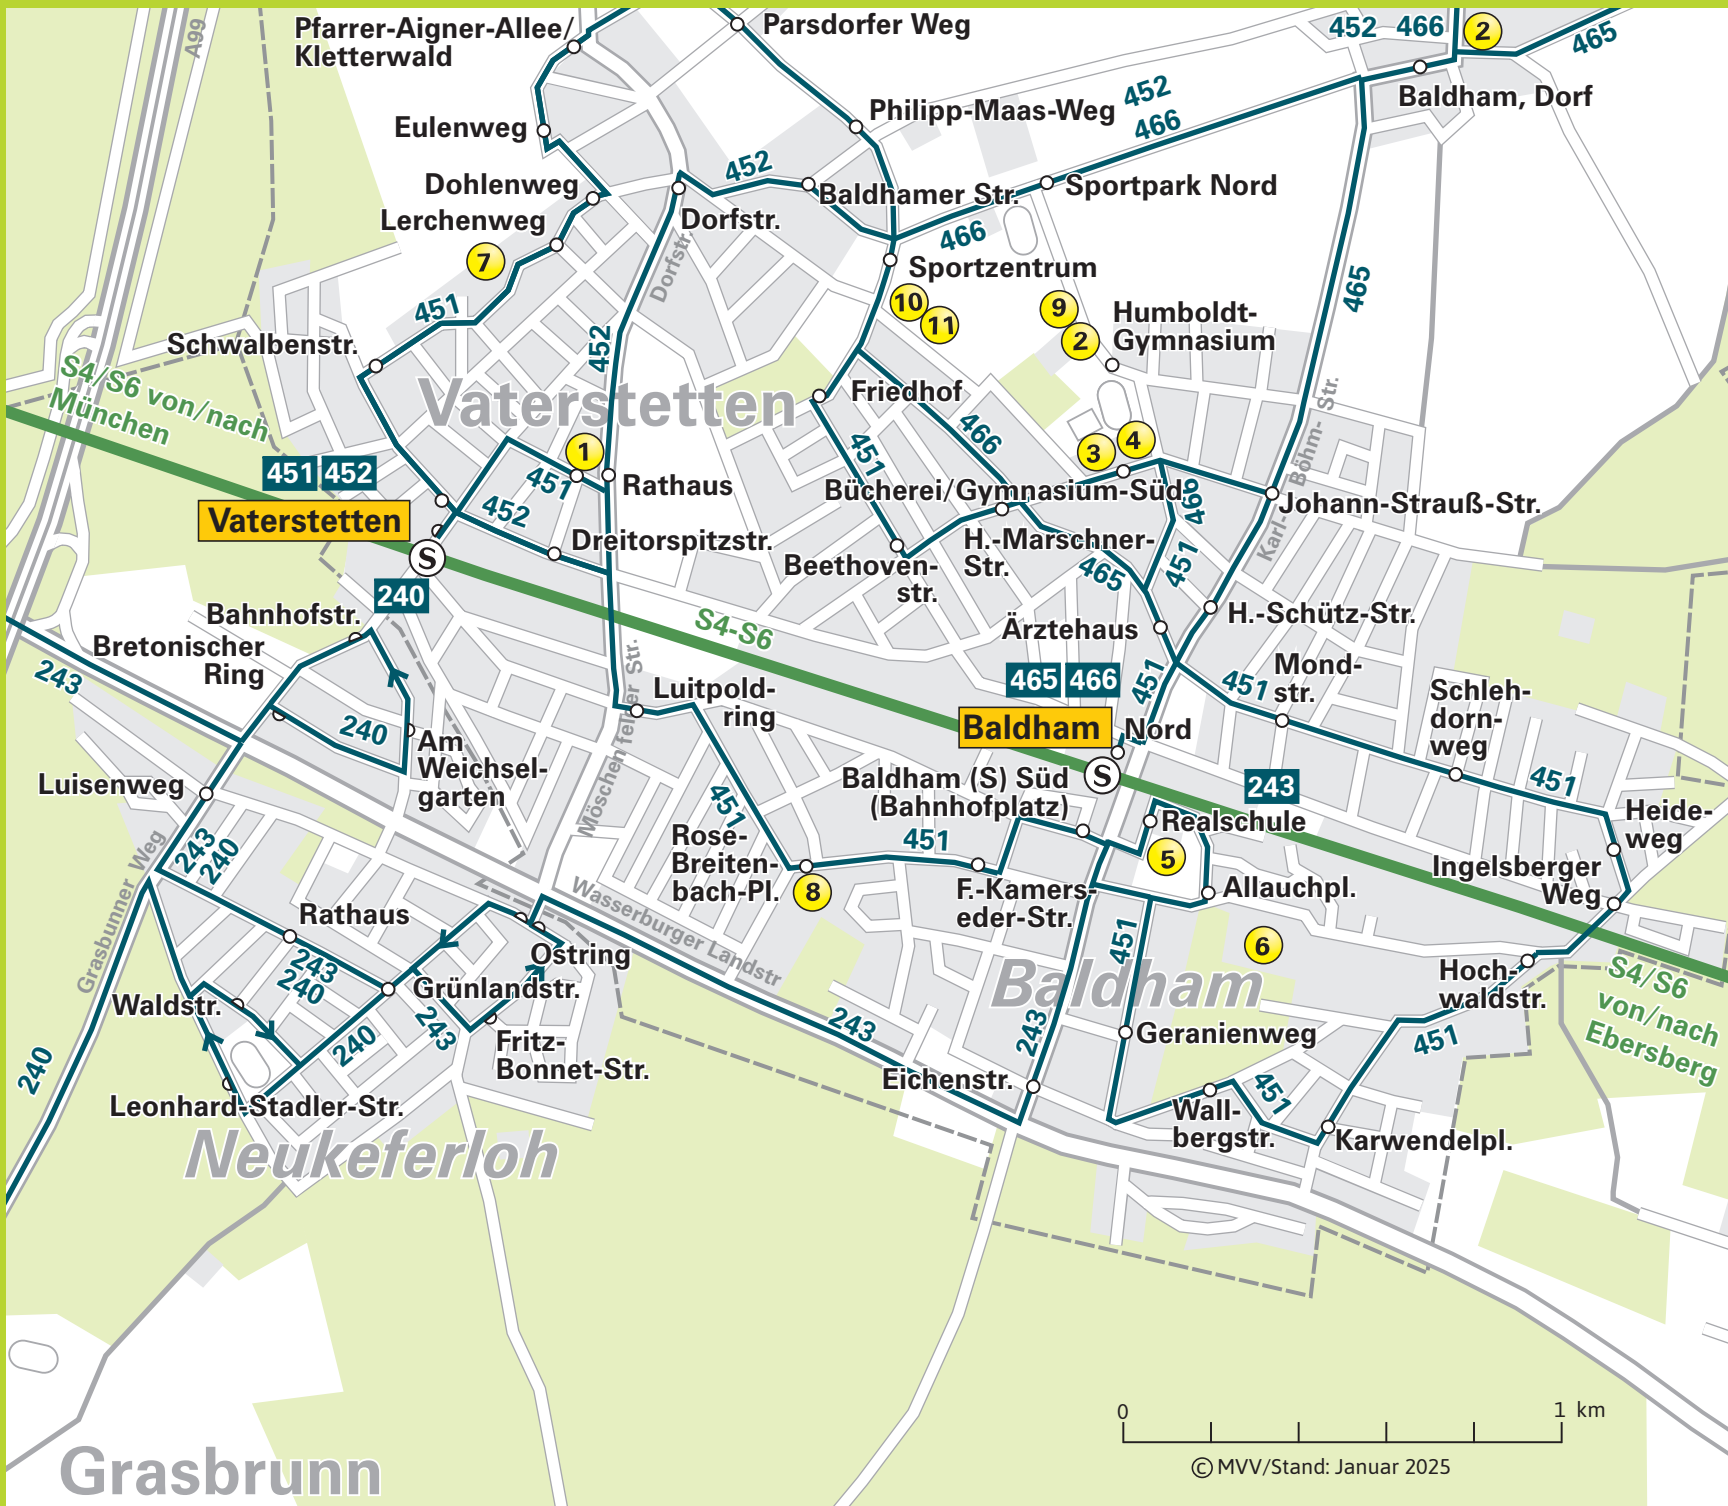 Pfarrer-Aigner-Allee/
Kletterwald
Parsdorfer Weg
452 466
2
465
A99
Baldham, Dorf
Eulenweg
Philipp-Maas-Weg
452
466
Dohlenweg
452
Baldhamer Str.
Sportpark Nord
Lerchenweg
Dorfstr.
Dorfstr.
466
7
Sportzentrum
465
451
10
11
9
2
Humboldt-
Gymnasium
Schwalbenstr.
452
S4/S6 von/nach
München
Vaterstetten
Friedhof
466
Karl-Böhm-Str.
451 452
1
451
451
3
4
Rathaus
Bücherei/Gymnasium-Süd
466
Johann-Strauß-Str.
Vaterstetten
452
S
Dreitorspitzstr.
H.-Marschner-
Str.
Beethoven-
str.
465
451
240
Bahnhofstr.
S4-S6
Ärztehaus
H.-Schütz-Str.
Bretonischer
Ring
243
465 466
451
451
Mond-
str.
Schleh-
dorn-
weg
Möschenfelder Str.
Luitpold-
ring
240
Am
Weichsel-
garten
Baldham
Nord
S
Baldham (S) Süd
(Bahnhofplatz)
243
451
Luisenweg
451
Heide-
weg
Rose-
Breiten-
bach-Pl.
8
451
Realschule
5
Ingelsberger
Weg
243
240
Grasbunner Weg
F.-Kamers-
eder-Str.
Allauchpl.
Rathaus
Wasserburger Landstr
Ostring
451
6
243
240
Grünlandstr.
Baldham
Hoch-
waldstr.
S4/S6
von/nach
Ebersberg
Waldstr.
243
240
Fritz-
Bonnet-Str.
243
243
Geranienweg
451
240
Eichenstr.
451
Leonhard-Stadler-Str.
Wall-
bergstr.
Karwendelpl.
Neukeferloh
0
1 km
Grasbrunn
© MVV/Stand: Januar 2025